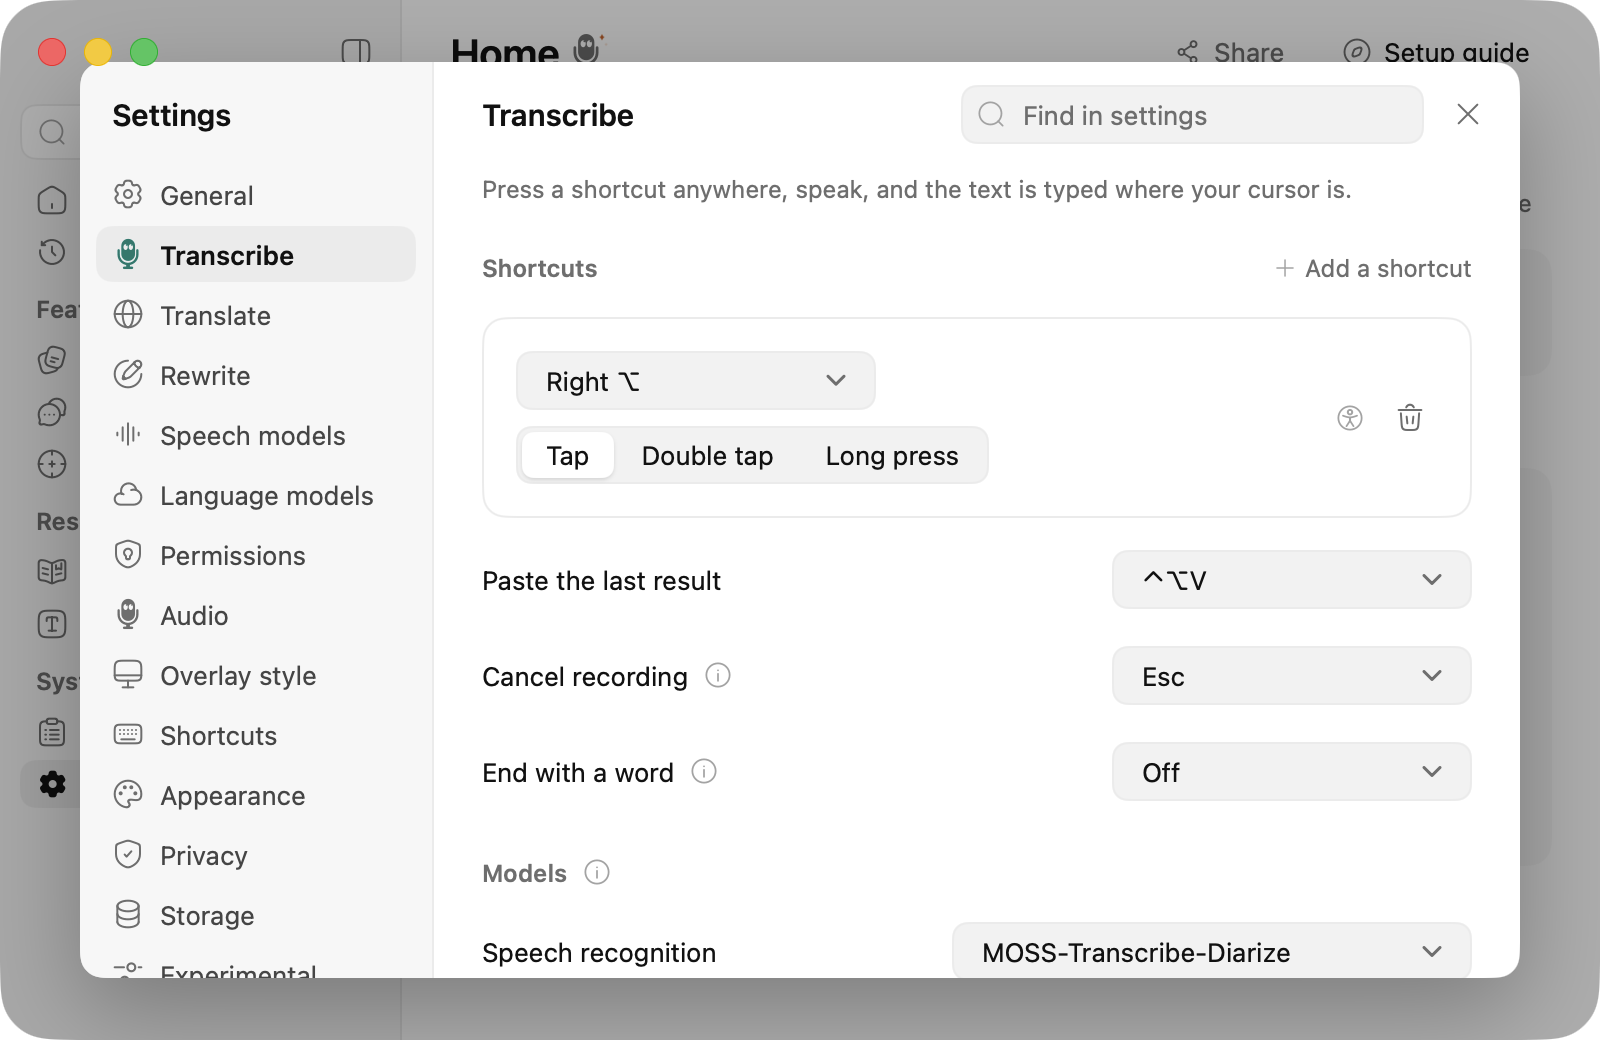 Home
Share
Setup guide
Settings
General
Transcribe
Translate
Rewrite
Speech models
Language models
Permissions
Audio
Overlay style
Shortcuts
Appearance
Privacy
Storage
Experimental
Transcribe
Find in settings
Press a shortcut anywhere, speak, and the text is typed where your cursor is.
Shortcuts
+ Add a shortcut
Right ⌥
Tap Double tap Long press
Paste the last result
^⌥V
Cancel recording
Esc
End with a word
Off
Models
Speech recognition
MOSS-Transcribe-Diarize